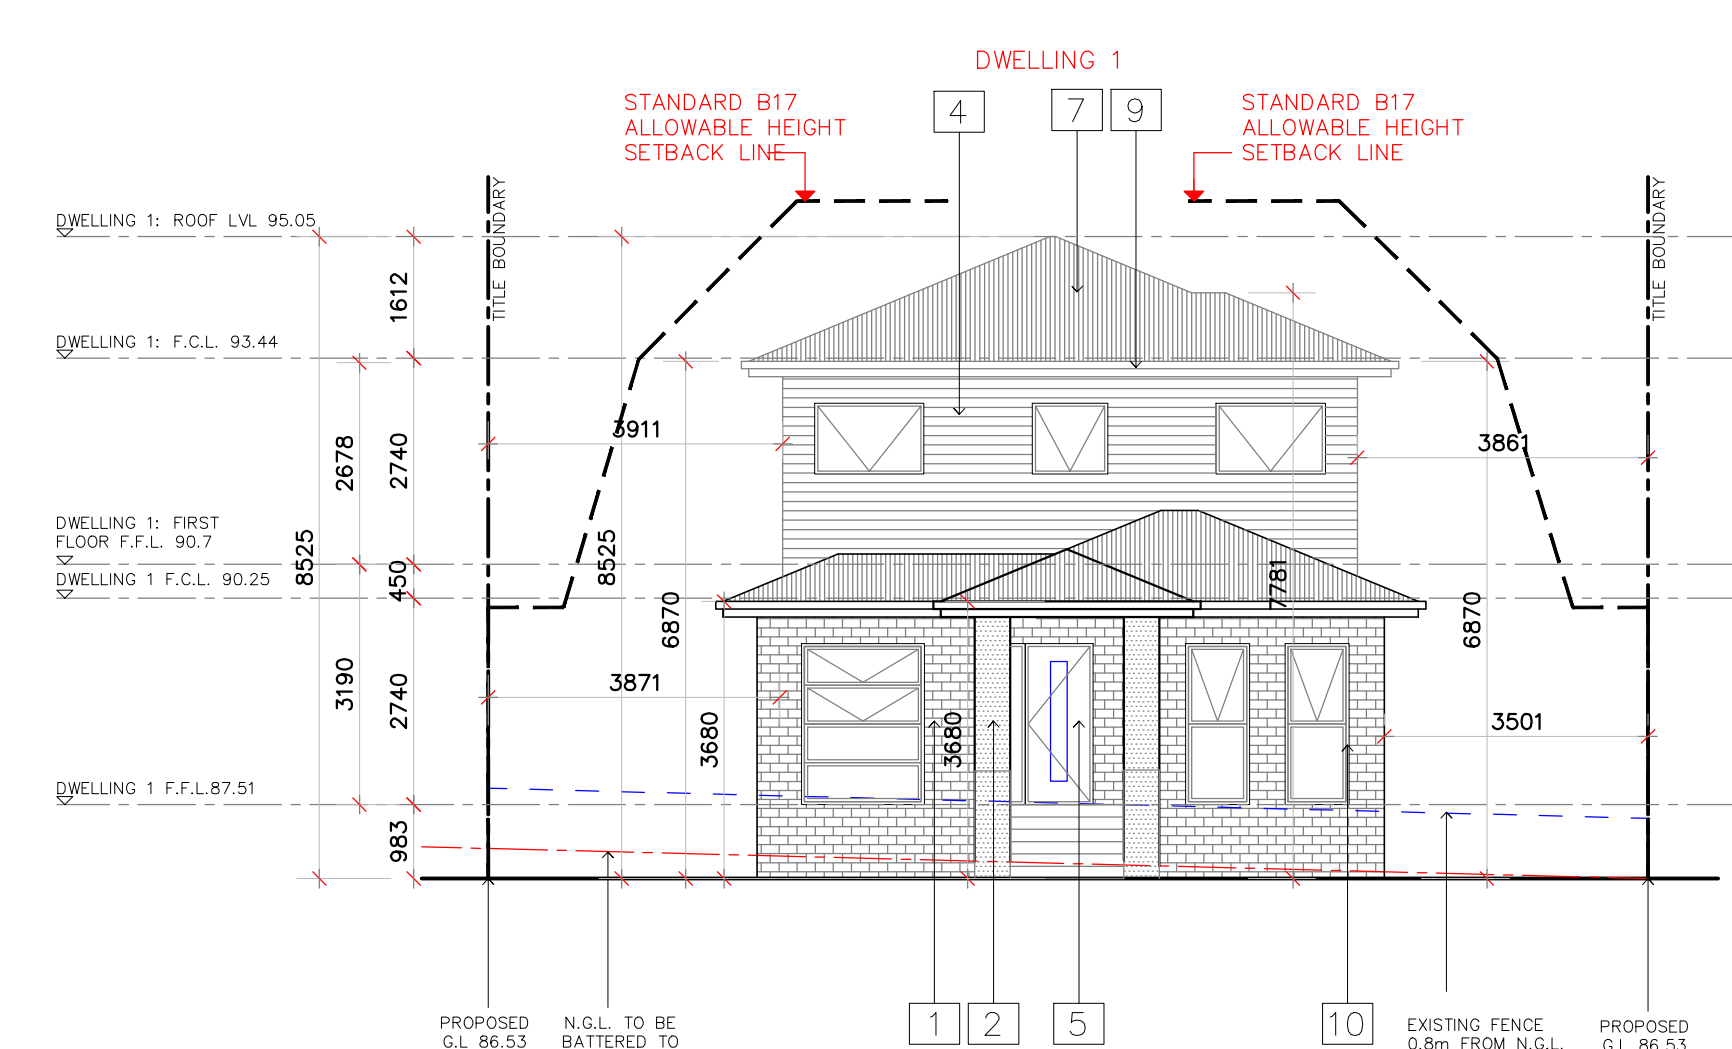 DWELLING 1
STANDARD B17
ALLOWABLE HEIGHT
SETBACK LINE
4
7
9
STANDARD B17
ALLOWABLE HEIGHT
SETBACK LINE
TITLE BOUNDARY
TITLE BOUNDARY
DWELLING 1: ROOF LVL 95.05
1612
DWELLING 1: F.C.L. 93.44
3911
3861
2678
2740
DWELLING 1: FIRST
FLOOR F.F.L. 90.7
8525
8525
450
DWELLING 1 F.C.L. 90.25
7781
6870
6870
3190
2740
3871
3680
3680
3501
DWELLING 1 F.F.L.87.51
983
1
2
5
10
PROPOSED
G.L 86.53
N.G.L. TO BE
BATTERED TO
EXISTING FENCE
0.8m FROM N.G.L.
PROPOSED
G.L 86.53